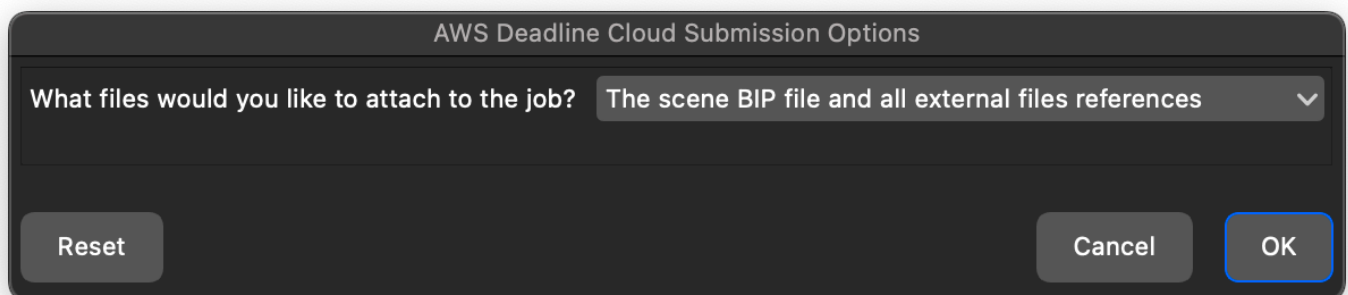 AWS Deadline Cloud Submission Options
What files would you like to attach to the job? The scene BIP file and all external files references
Reset Cancel OK